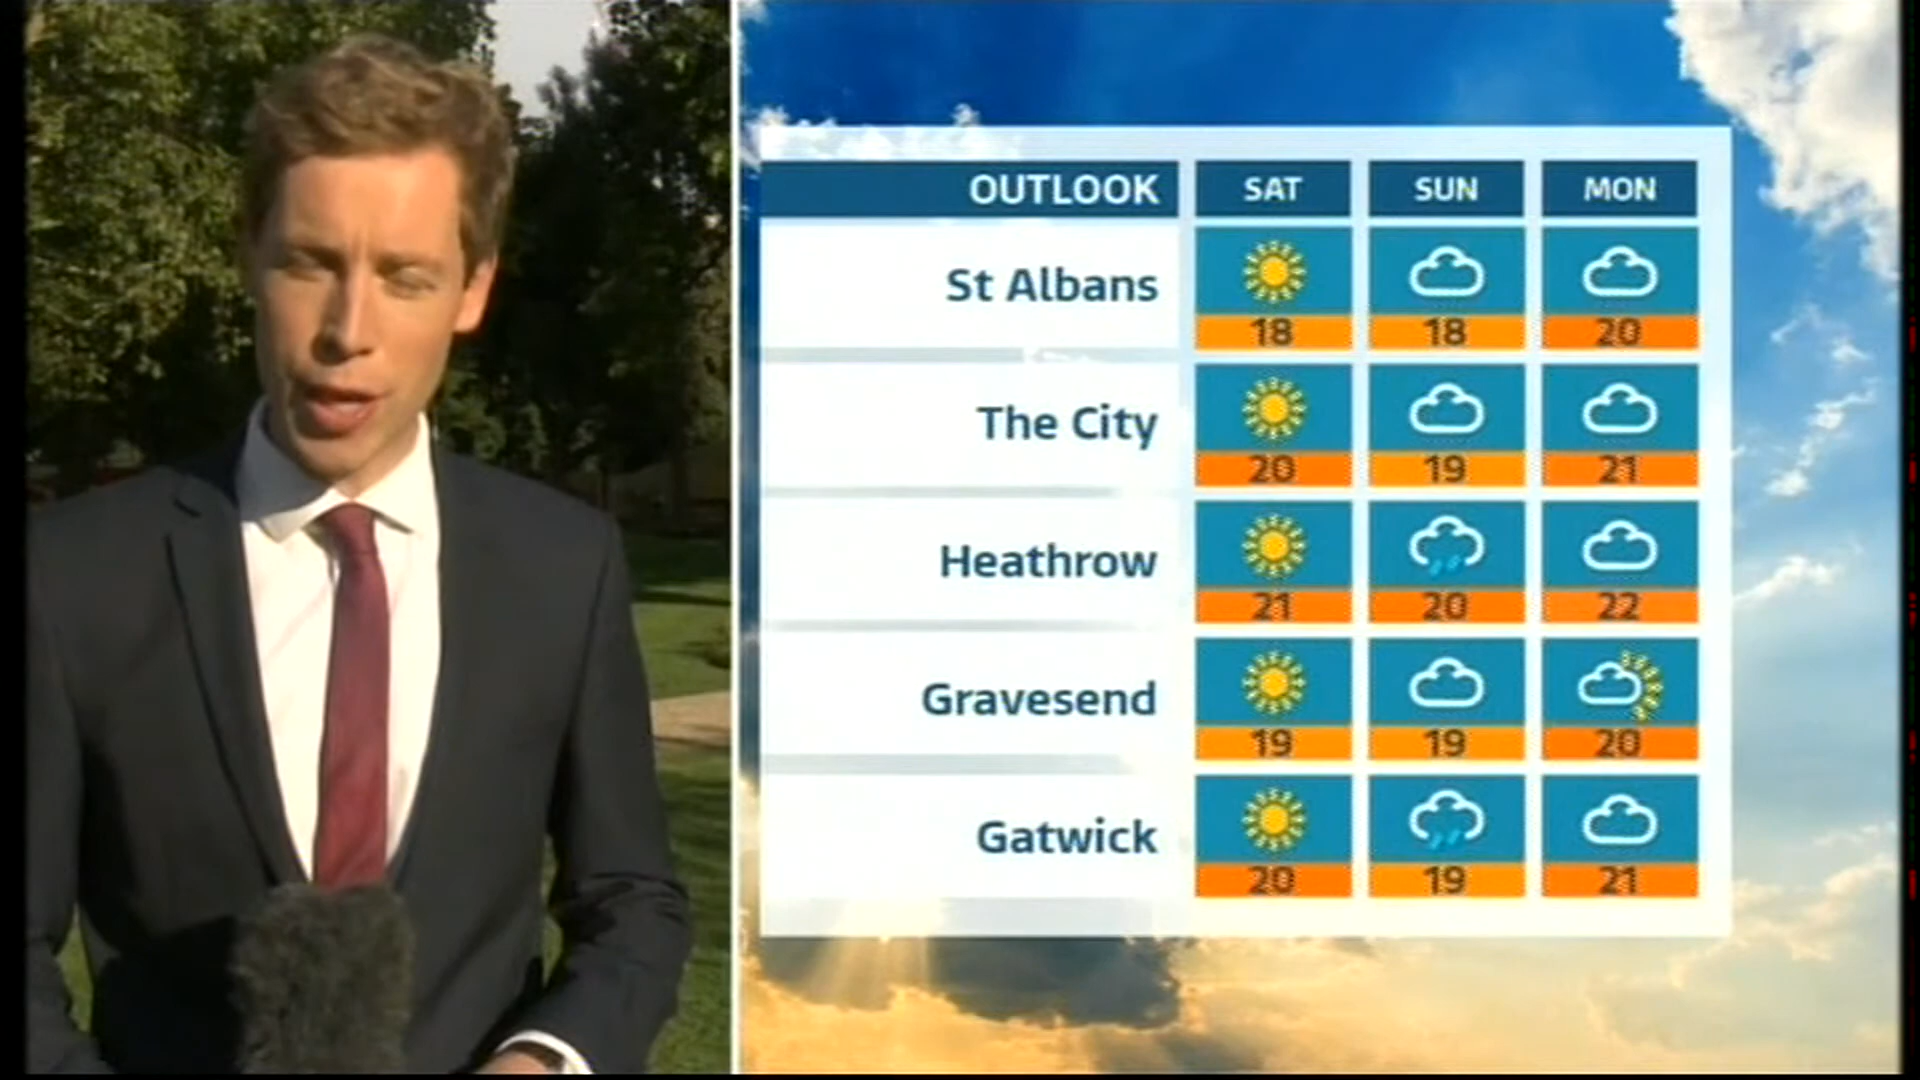 OUTLOOK SAT SUN MON
St Albans 18 18 20
The City 20 19 21
Heathrow 21 20 22
Gravesend 19 19 20
Gatwick 20 19 21